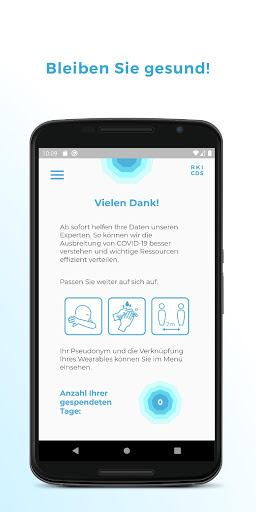 Bleiben Sie gesund!
10:09
RKI
CDS
Vielen Dank!
Ab sofort helfen Ihre Daten unseren
Experten. So können wir die
Ausbreitung von COVID-19 besser
verstehen und wichtige Ressourcen
effizient verteilen.
Passen Sie weiter auf sich auf.
2m
Ihr Pseudonym und die Verknüpfung
Ihres Wearables können Sie im Menü
einsehen.
Anzahl Ihrer
gespendeten
Tage:
0